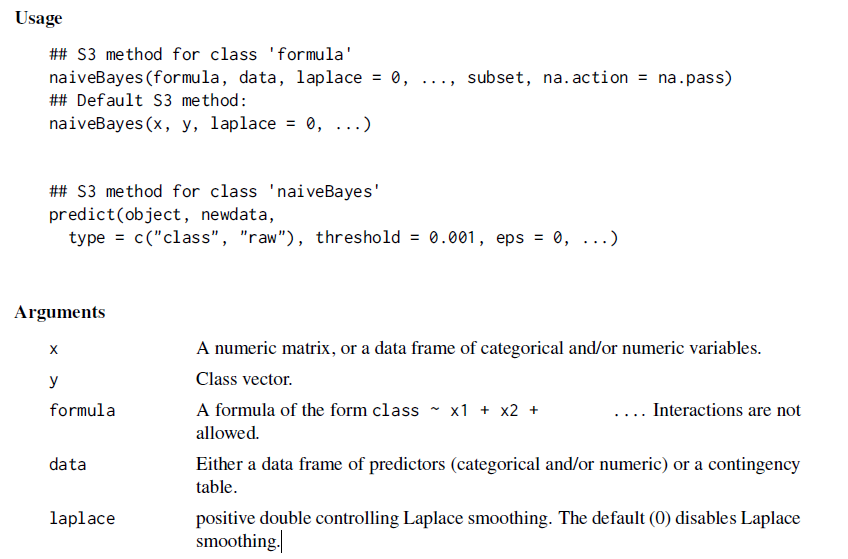 Usage
## S3 method for class 'formula'
naiveBayes(formula, data, laplace = 0, ..., subset, na.action = na.pass)
## Default S3 method:
naiveBayes(x, y, laplace = 0, ...)
## S3 method for class 'naiveBayes'
predict(object, newdata,
type = c("class", "raw"), threshold = 0.001, eps = 0, ...)
Arguments
x A numeric matrix, or a data frame of categorical and/or numeric variables.
y Class vector.
formula A formula of the form class ~ x1 + x2 + .... Interactions are not
allowed.
data Either a data frame of predictors (categorical and/or numeric) or a contingency
table.
laplace positive double controlling Laplace smoothing. The default (0) disables Laplace
smoothing.